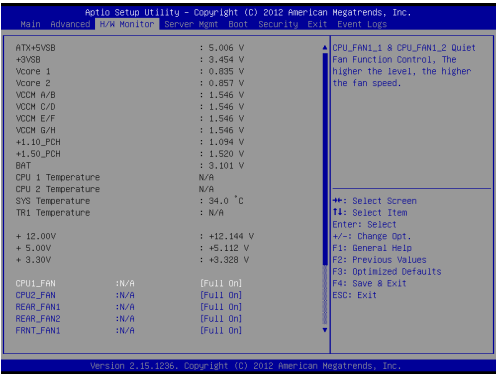 Aptio Setup Utility – Copyright (C) 2012 American Megatrends, Inc.
Main Advanced H/W Monitor Server Mgmt Boot Security Exit Event Logs
ATX+5VSB : 5.006 V
+3VSB : 3.454 V
Vcore 1 : 0.835 V
Vcore 2 : 0.857 V
VCCM A/B : 1.546 V
VCCM C/D : 1.546 V
VCCM E/F : 1.546 V
VCCM G/H : 1.546 V
+1.10_PCH : 1.094 V
+1.50_PCH : 1.520 V
BAT : 3.101 V
CPU 1 Temperature N/A
CPU 2 Temperature N/A
SYS Temperature : 34.0 °C
TR1 Temperature : N/A
+ 12.00V : +12.144 V
+ 5.00V : +5.112 V
+ 3.30V : +3.328 V
CPU1_FAN :N/A [Full On]
CPU2_FAN :N/A [Full On]
REAR_FAN1 :N/A [Full On]
REAR_FAN2 :N/A [Full On]
FRNT_FAN1 :N/A [Full On]
CPU_FAN1_1 & CPU_FAN1_2 Quiet
Fan Function Control, The
higher the level, the higher
the fan speed.
→←: Select Screen
↑↓: Select Item
Enter: Select
+/-: Change Opt.
F1: General Help
F2: Previous Values
F3: Optimized Defaults
F4: Save & Exit
ESC: Exit
Version 2.15.1236. Copyright (C) 2012 American Megatrends, Inc.